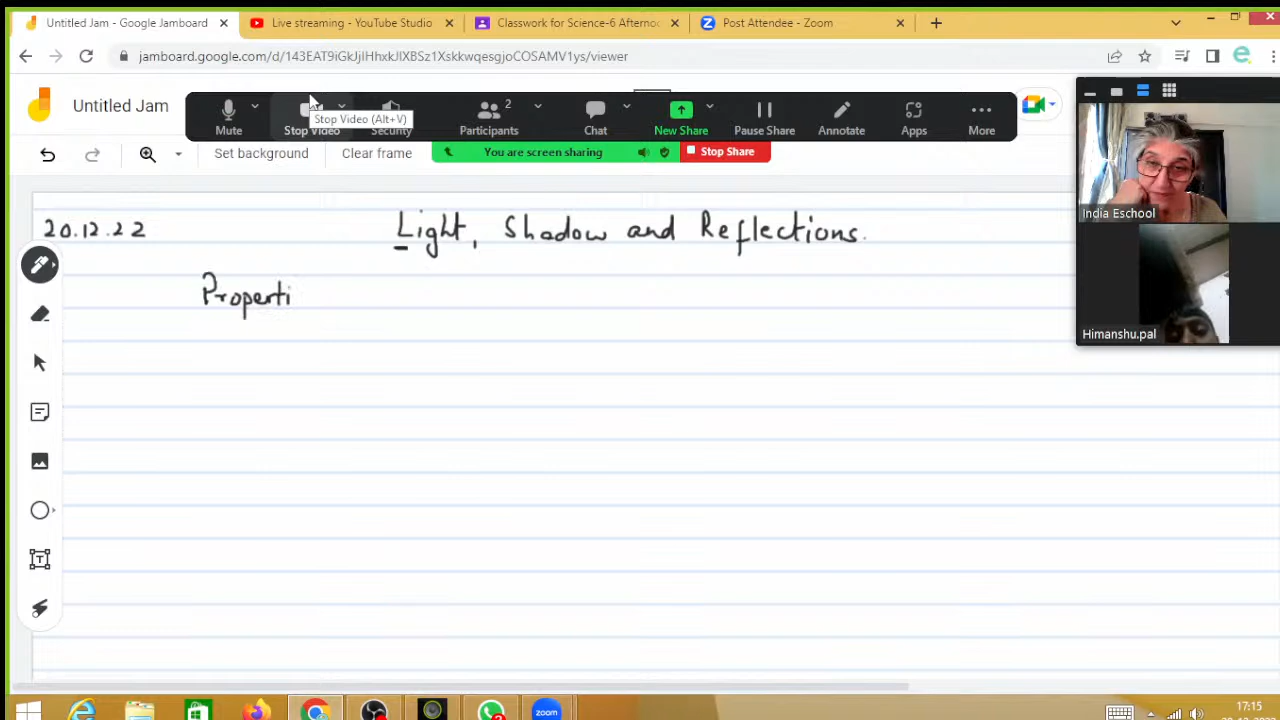 Untitled Jam - Google Jamboard
Live streaming - YouTube Studio
Classwork for Science-6 Afterno
Post Attendee - Zoom
jamboard.google.com/d/143EAT9iGkJjlHhxkJIXBSz1XskkwqesgjoCOSAMV1ys/viewer
Untitled Jam
Mute
Stop Video
Security
Participants
2
Chat
New Share
Pause Share
Annotate
Apps
More
Stop Video (Alt+V)
You are screen sharing
Stop Share
Set background
Clear frame
India Eschool
Himanshu.pal
20.12.22
Light, Shadow and Reflections.
Properti
17:15